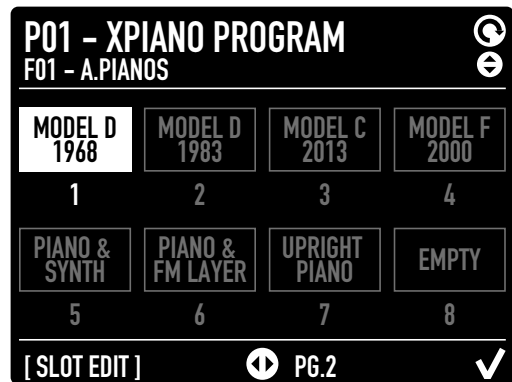 P01 - XPIANO PROGRAM
F01 - A.PIANOS
MODEL D
1968
MODEL D
1983
MODEL C
2013
MODEL F
2000
1
2
3
4
PIANO &
SYNTH
PIANO &
FM LAYER
UPRIGHT
PIANO
EMPTY
5
6
7
8
[ SLOT EDIT ]
PG.2